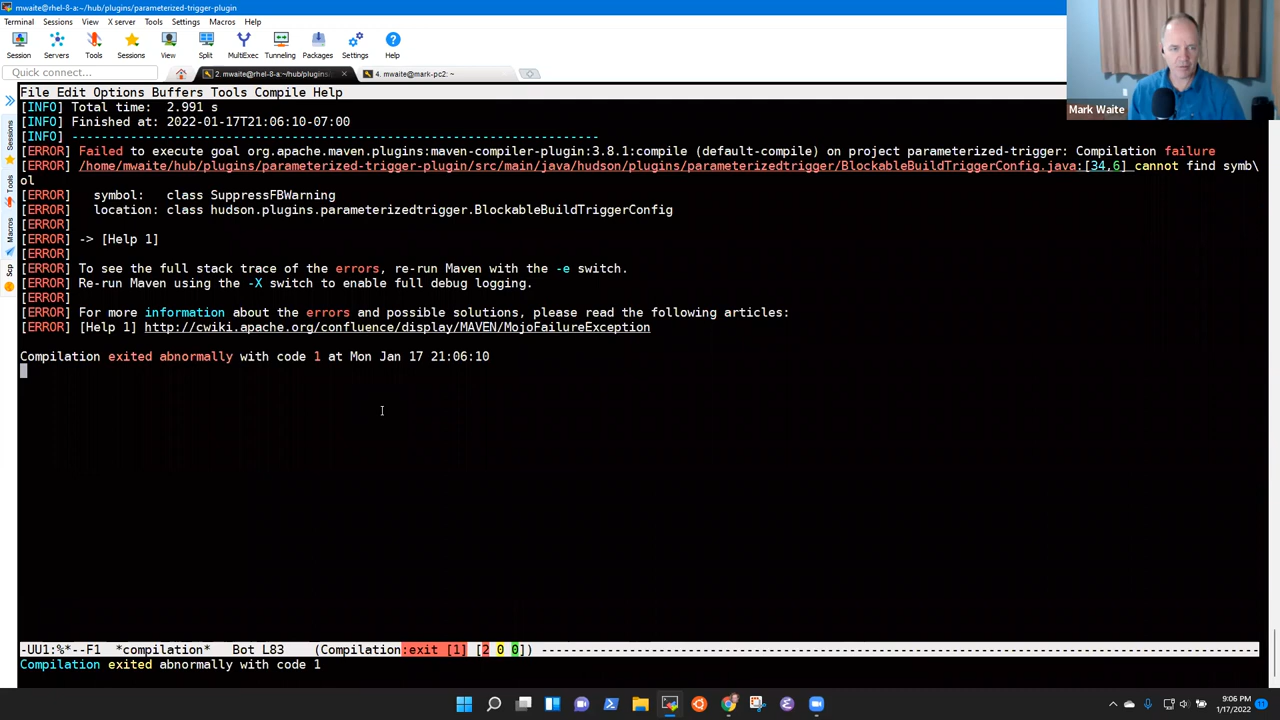 mwaite@rhel-8-a:~/hub/plugins/parameterized-trigger-plugin
Terminal Sessions View X server Tools Settings Macros Help
Session Servers Tools Sessions View Split MultiExec Tunneling Packages Settings Help
Quick connect...
2. mwaite@rhel-8-a:~/hub/plugins/
4. mwaite@mark-pc2: ~
Mark Waite
File Edit Options Buffers Tools Compile Help
[INFO] Total time:  2.991 s
[INFO] Finished at: 2022-01-17T21:06:10-07:00
[INFO] ------------------------------------------------------------------------
[ERROR] Failed to execute goal org.apache.maven.plugins:maven-compiler-plugin:3.8.1:compile (default-compile) on project parameterized-trigger: Compilation failure
[ERROR] /home/mwaite/hub/plugins/parameterized-trigger-plugin/src/main/java/hudson/plugins/parameterizedtrigger/BlockableBuildTriggerConfig.java:[34,6] cannot find symb\
ol
[ERROR]   symbol:   class SuppressFBWarning
[ERROR]   location: class hudson.plugins.parameterizedtrigger.BlockableBuildTriggerConfig
[ERROR]
[ERROR] -> [Help 1]
[ERROR]
[ERROR] To see the full stack trace of the errors, re-run Maven with the -e switch.
[ERROR] Re-run Maven using the -X switch to enable full debug logging.
[ERROR]
[ERROR] For more information about the errors and possible solutions, please read the following articles:
[ERROR] [Help 1] http://cwiki.apache.org/confluence/display/MAVEN/MojoFailureException
Compilation exited abnormally with code 1 at Mon Jan 17 21:06:10
Sessions
Tools
Macros
Scp
-UU1:%*--F1  *compilation*   Bot L83    (Compilation:exit [1] [2 0 0]) ------------------------------------------------------------
Compilation exited abnormally with code 1
9:06 PM
1/17/2022